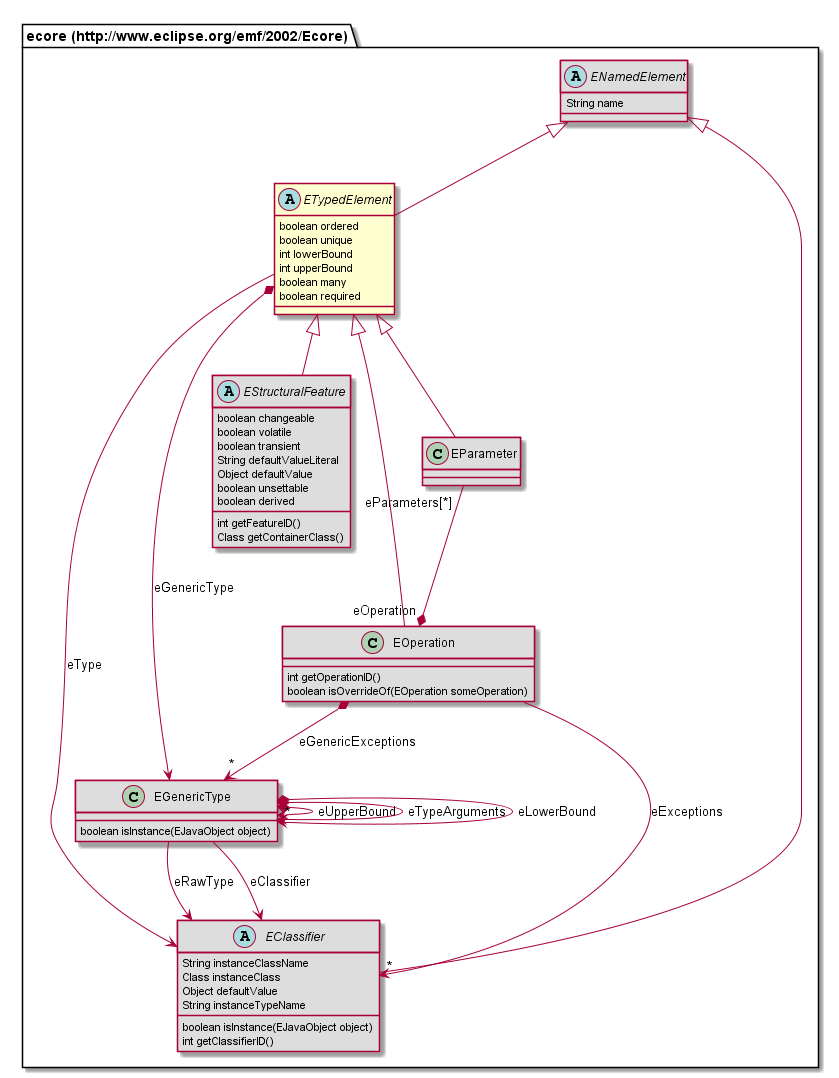 ecore (http://www.eclipse.org/emf/2002/Ecore)
A ENamedElement
String name
A ETypedElement
boolean ordered
boolean unique
int lowerBound
int upperBound
boolean many
boolean required
A EStructuralFeature
boolean changeable
boolean volatile
boolean transient
String defaultValueLiteral
Object defaultValue
boolean unsettable
boolean derived
int getFeatureID()
Class getContainerClass()
C EParameter
eParameters[*]
eGenericType
eOperation
C EOperation
int getOperationID()
boolean isOverrideOf(EOperation someOperation)
eType
eGenericExceptions
*
C EGenericType
boolean isInstance(EJavaObject object)
*
eUpperBound
eTypeArguments
eLowerBound
eExceptions
eRawType
eClassifier
A EClassifier
String instanceClassName
Class instanceClass
Object defaultValue
String instanceTypeName
boolean isInstance(EJavaObject object)
int getClassifierID()
*